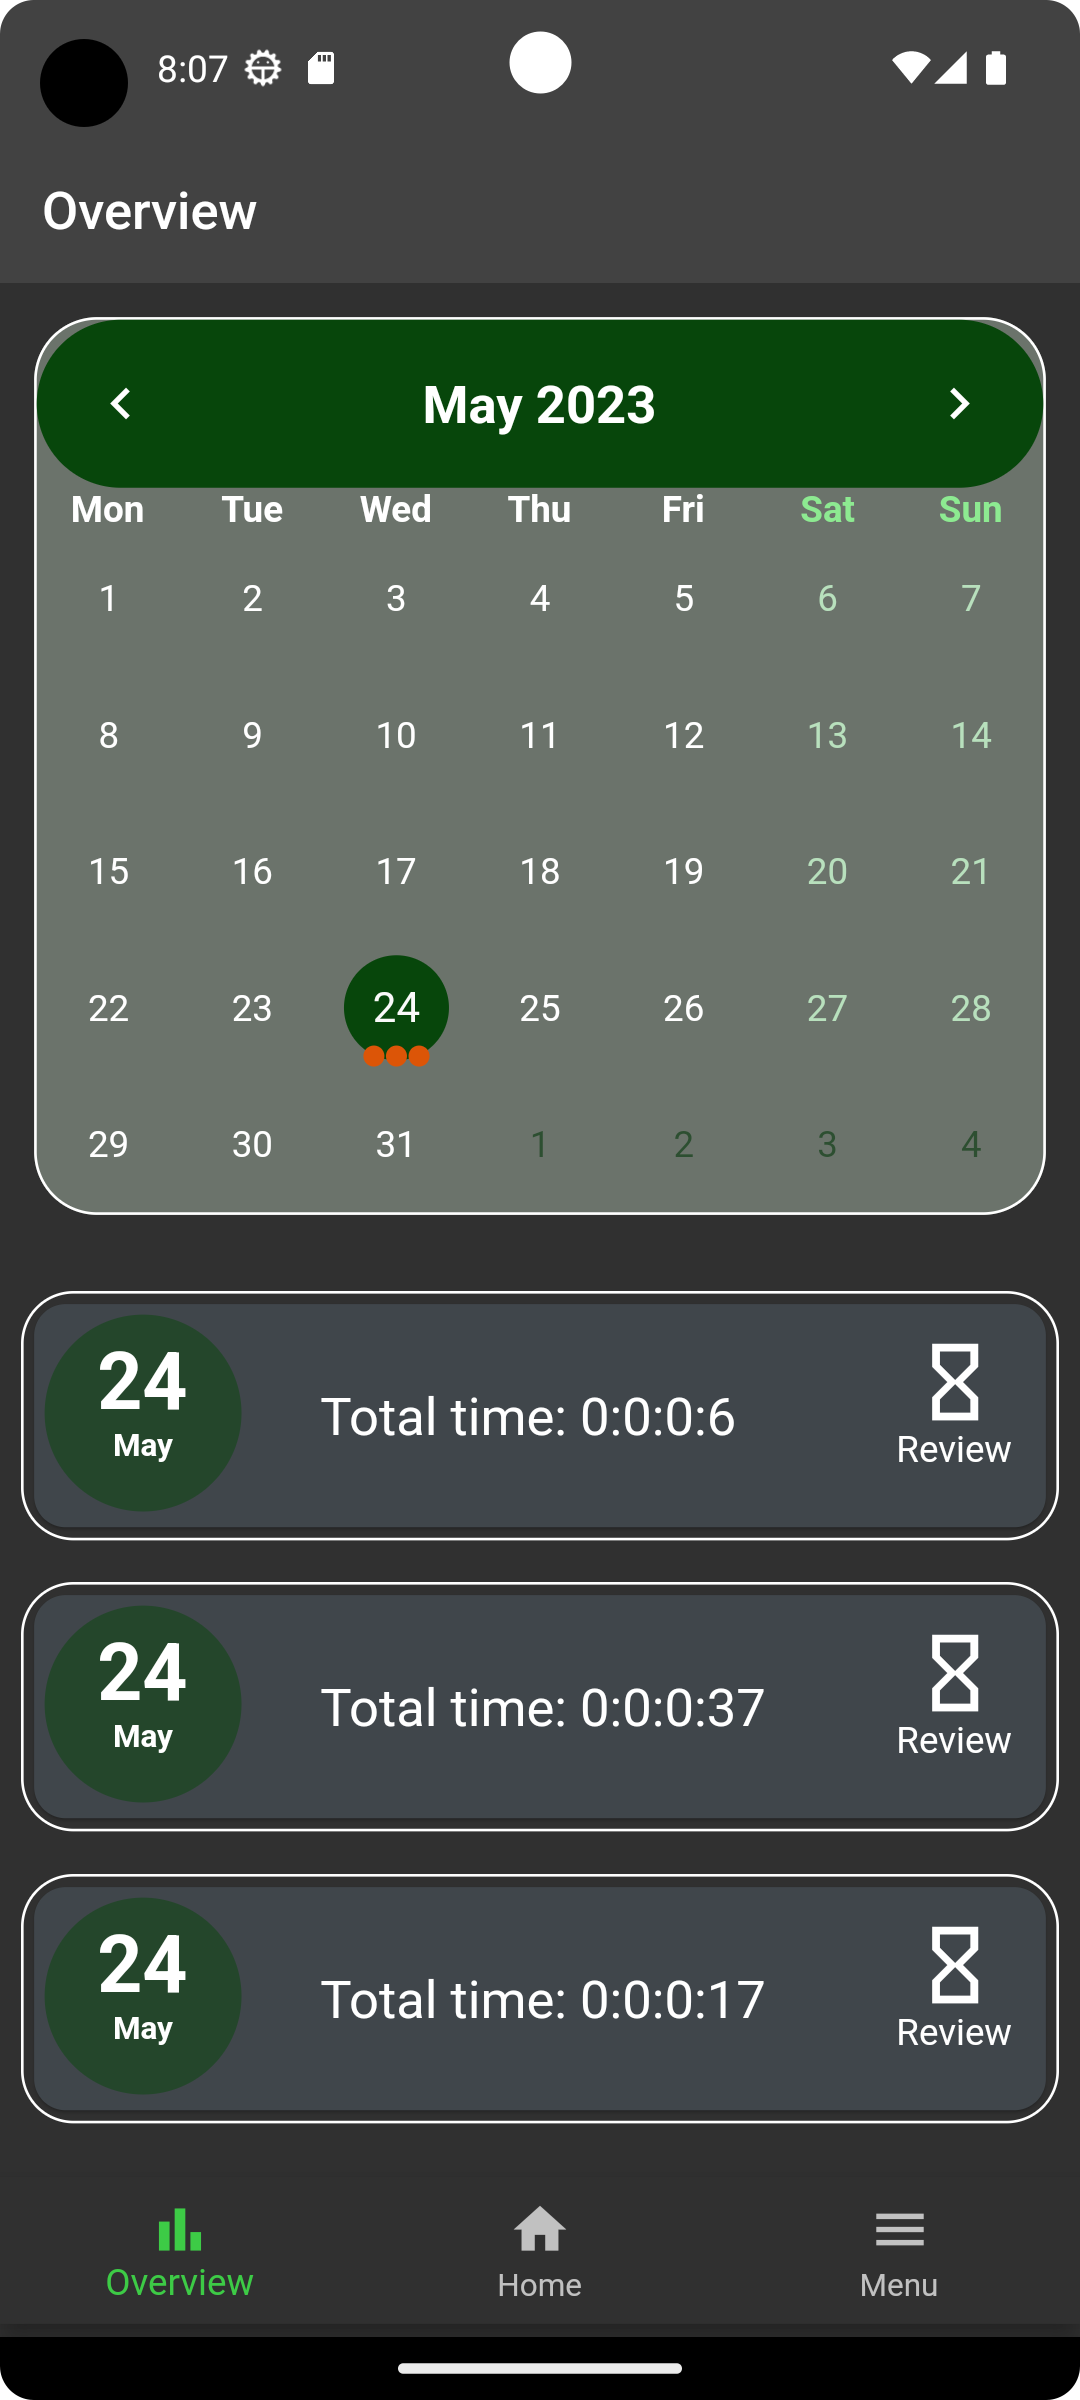 8:07
Overview
May 2023
Mon Tue Wed Thu Fri Sat Sun
1 2 3 4 5 6 7
8 9 10 11 12 13 14
15 16 17 18 19 20 21
22 23 24 25 26 27 28
29 30 31 1 2 3 4
24
May
Total time: 0:0:0:6
Review
24
May
Total time: 0:0:0:37
Review
24
May
Total time: 0:0:0:17
Review
Overview Home Menu